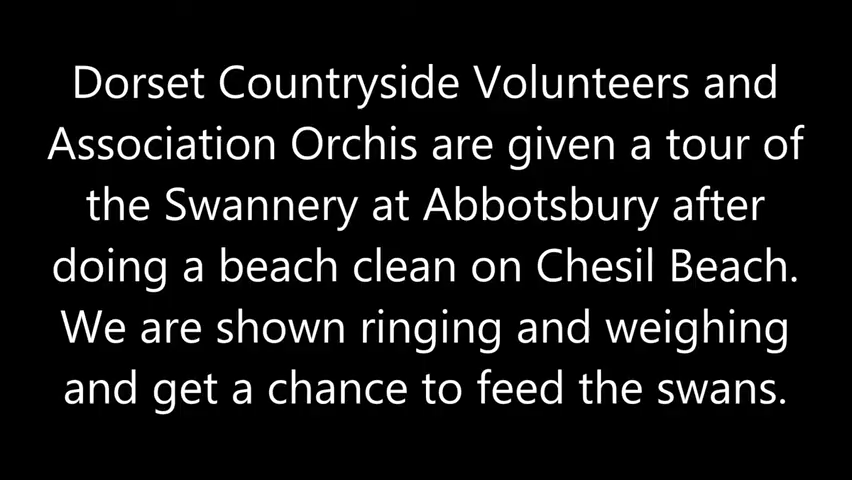 Dorset Countryside Volunteers and
Association Orchis are given a tour of
the Swannery at Abbotsbury after
doing a beach clean on Chesil Beach.
We are shown ringing and weighing
and get a chance to feed the swans.